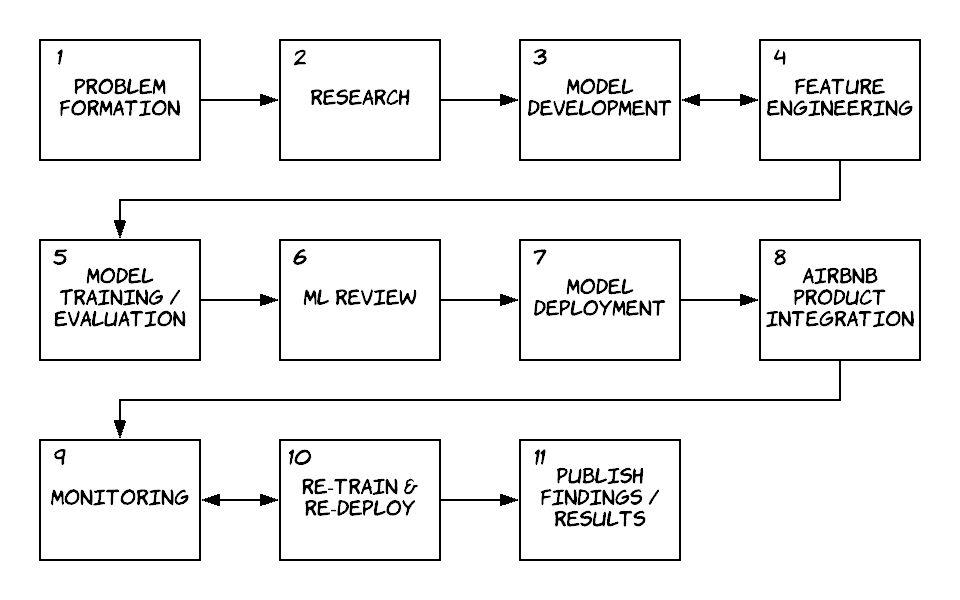 1
PROBLEM
FORMATION
2
RESEARCH
3
MODEL
DEVELOPMENT
4
FEATURE
ENGINEERING
5
MODEL
TRAINING /
EVALUATION
6
ML REVIEW
7
MODEL
DEPLOYMENT
8
AIRBNB
PRODUCT
INTEGRATION
9
MONITORING
10
RE-TRAIN &
RE-DEPLOY
11
PUBLISH
FINDINGS /
RESULTS